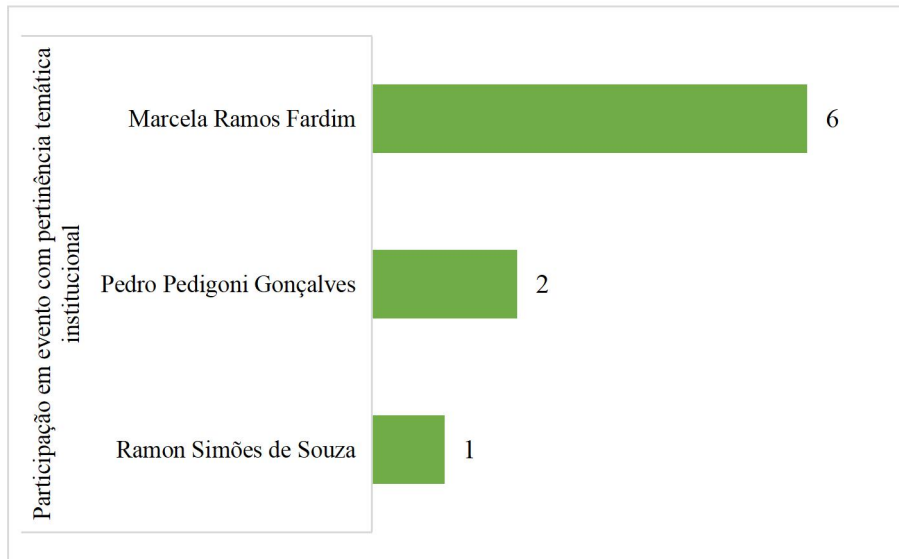 Participação em evento com pertinência temática
institucional
Marcela Ramos Fardim
6
Pedro Pedigoni Gonçalves
2
Ramon Simões de Souza
1